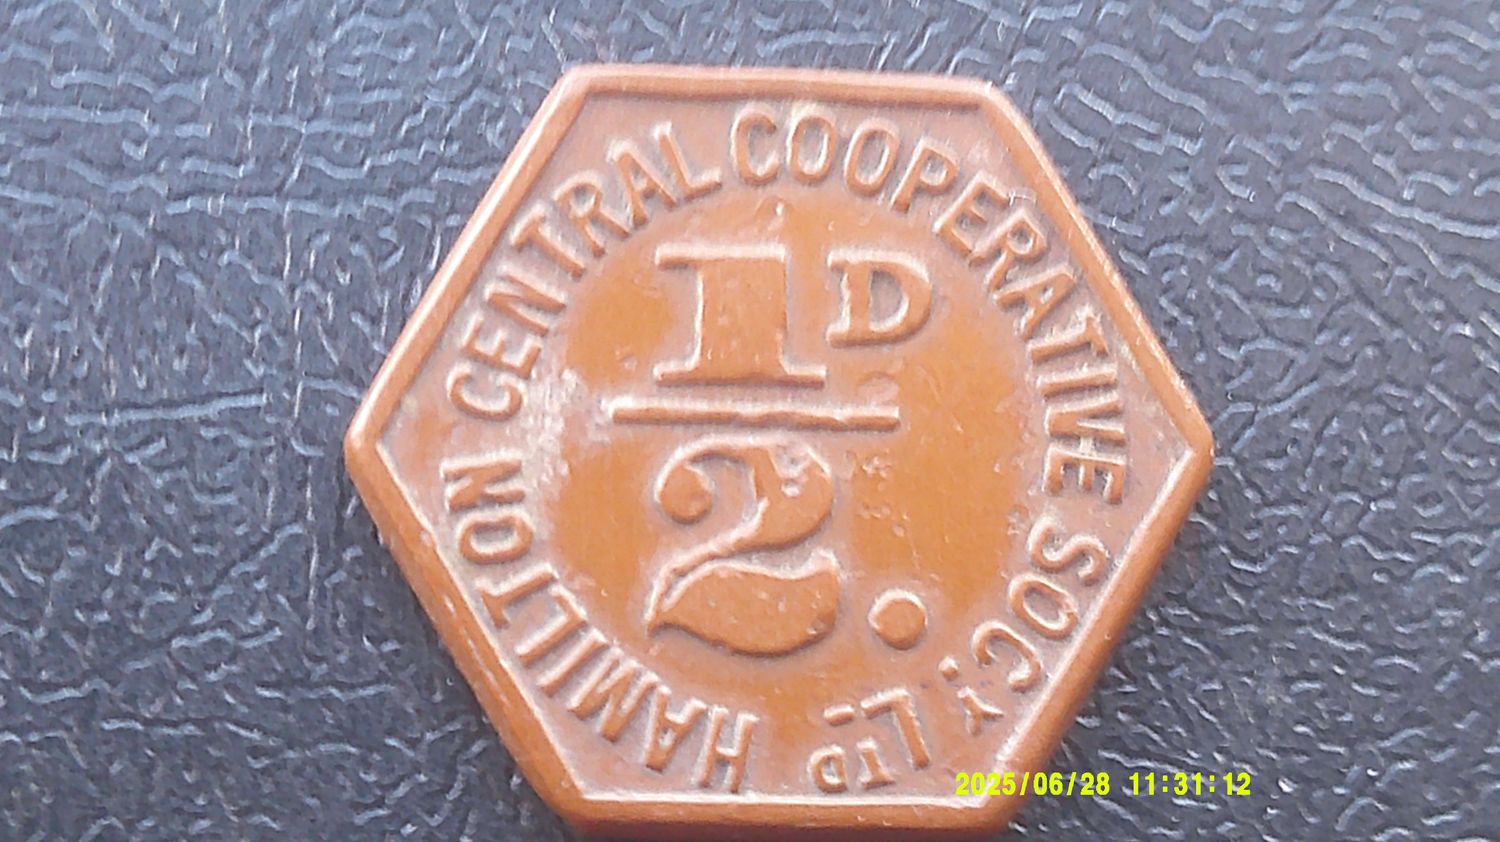 HAMILTON CENTRAL COOPERATIVE SOCY. LTD
1D
2.
2025/06/28 11:31:12